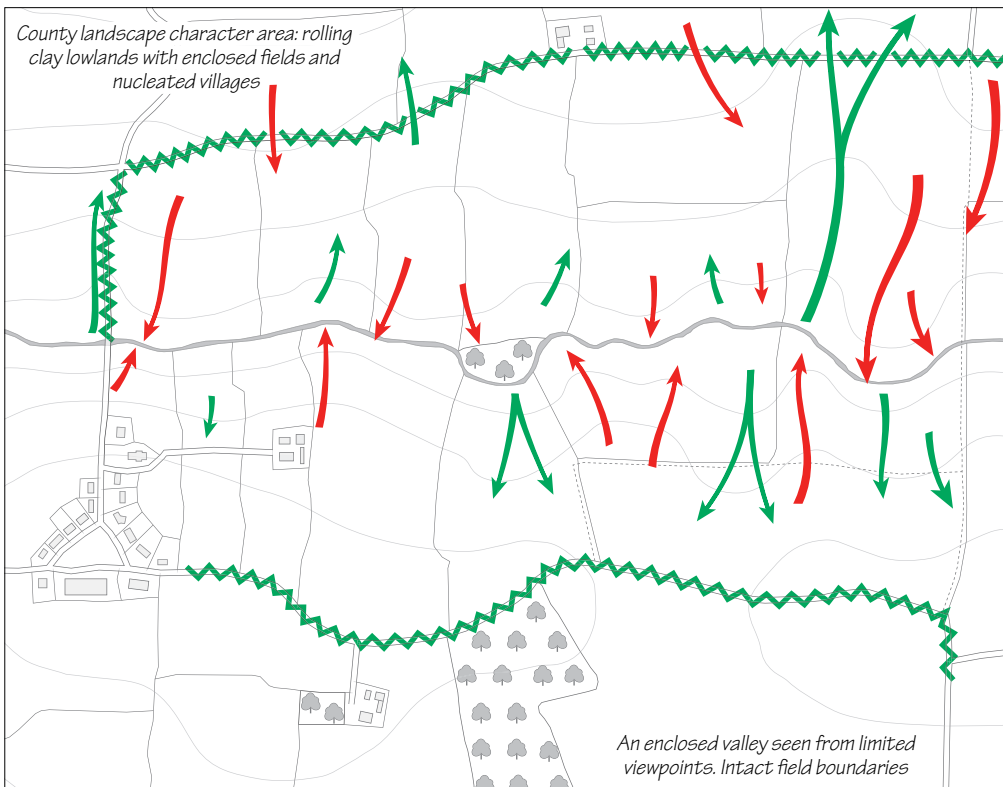 County landscape character area: rolling
clay lowlands with enclosed fields and
nucleated villages
An enclosed valley seen from limited
viewpoints. Intact field boundaries